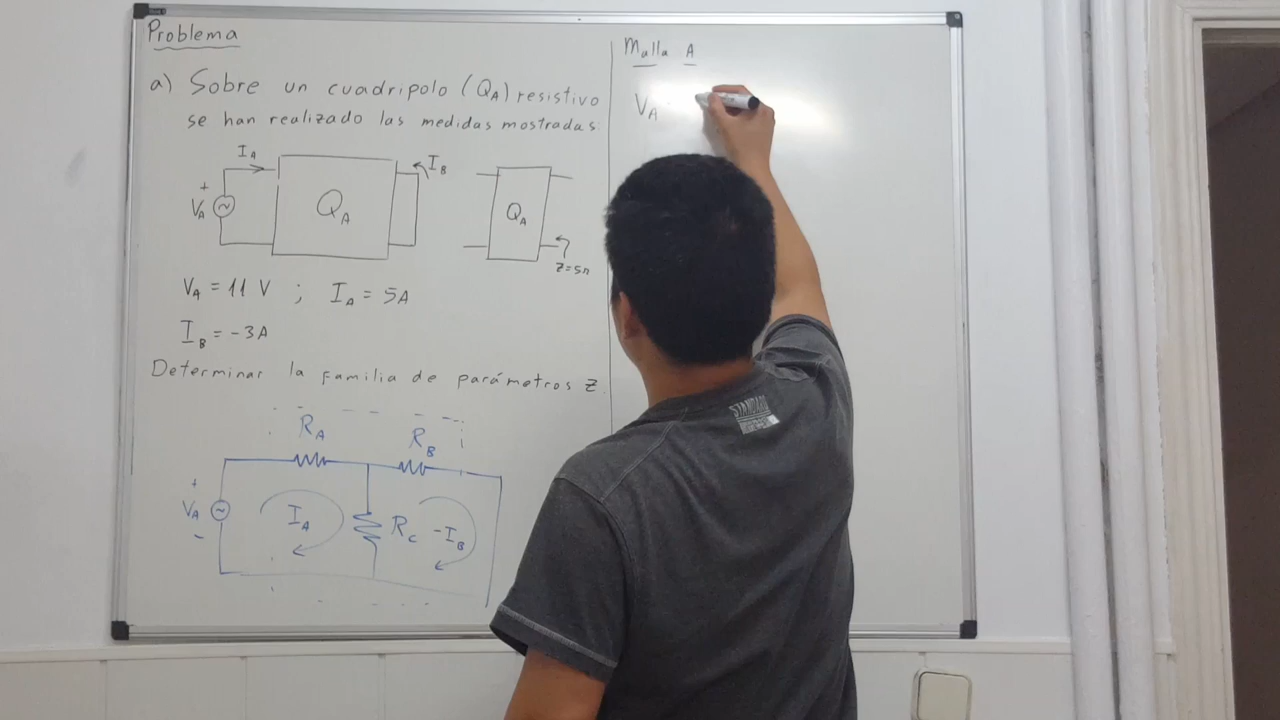 Problema
a) Sobre un cuadripolo (QA) resistivo
se han realizado las medidas mostradas.
IA
IB
+
VA
QA
QA
Z=5Ω
VA = 11 V ; IA = 5A
IB = -3A
Determinar la familia de parámetros Z.
RA
RB
+
VA
-
IA
RC
-IB
Malla A
VA
STANDARD